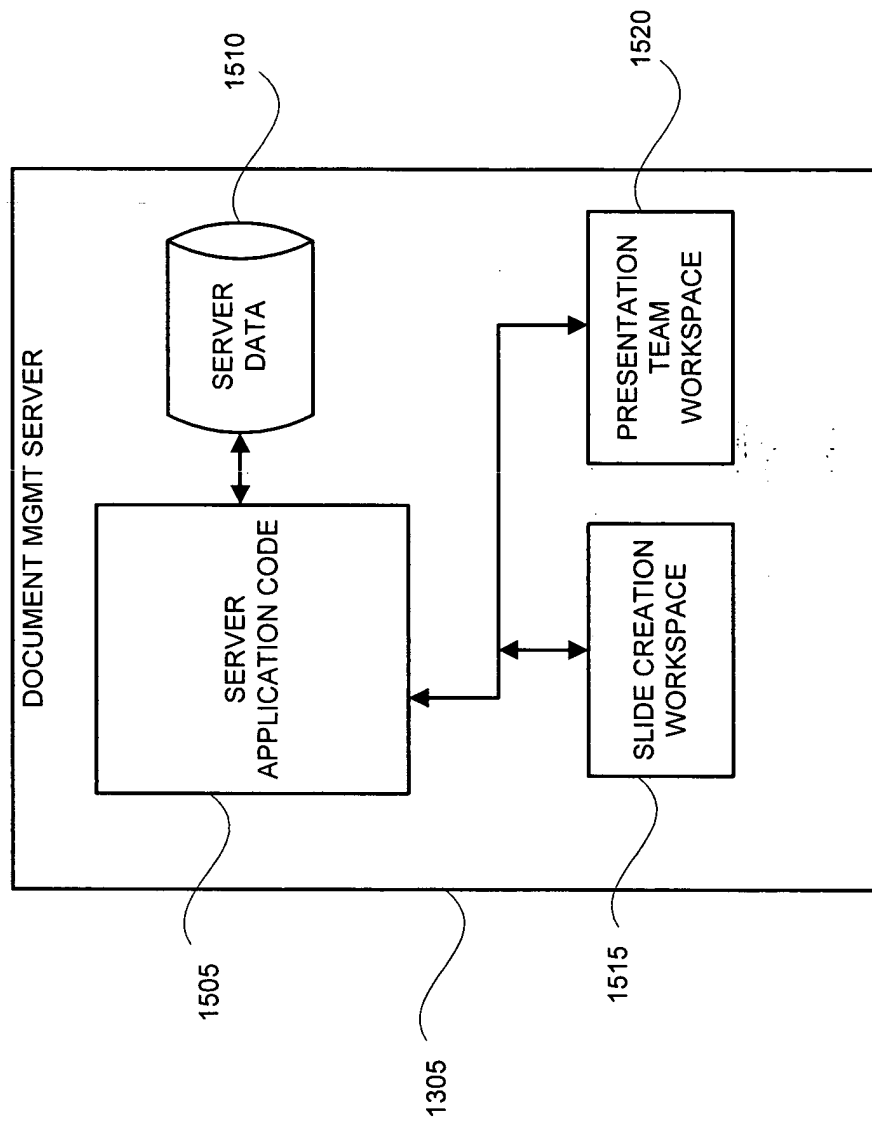 DOCUMENT MGMT SERVER
1510
SERVER
DATA
SERVER
APPLICATION CODE
1505
1520
PRESENTATION
TEAM
WORKSPACE
SLIDE CREATION
WORKSPACE
1515
1305